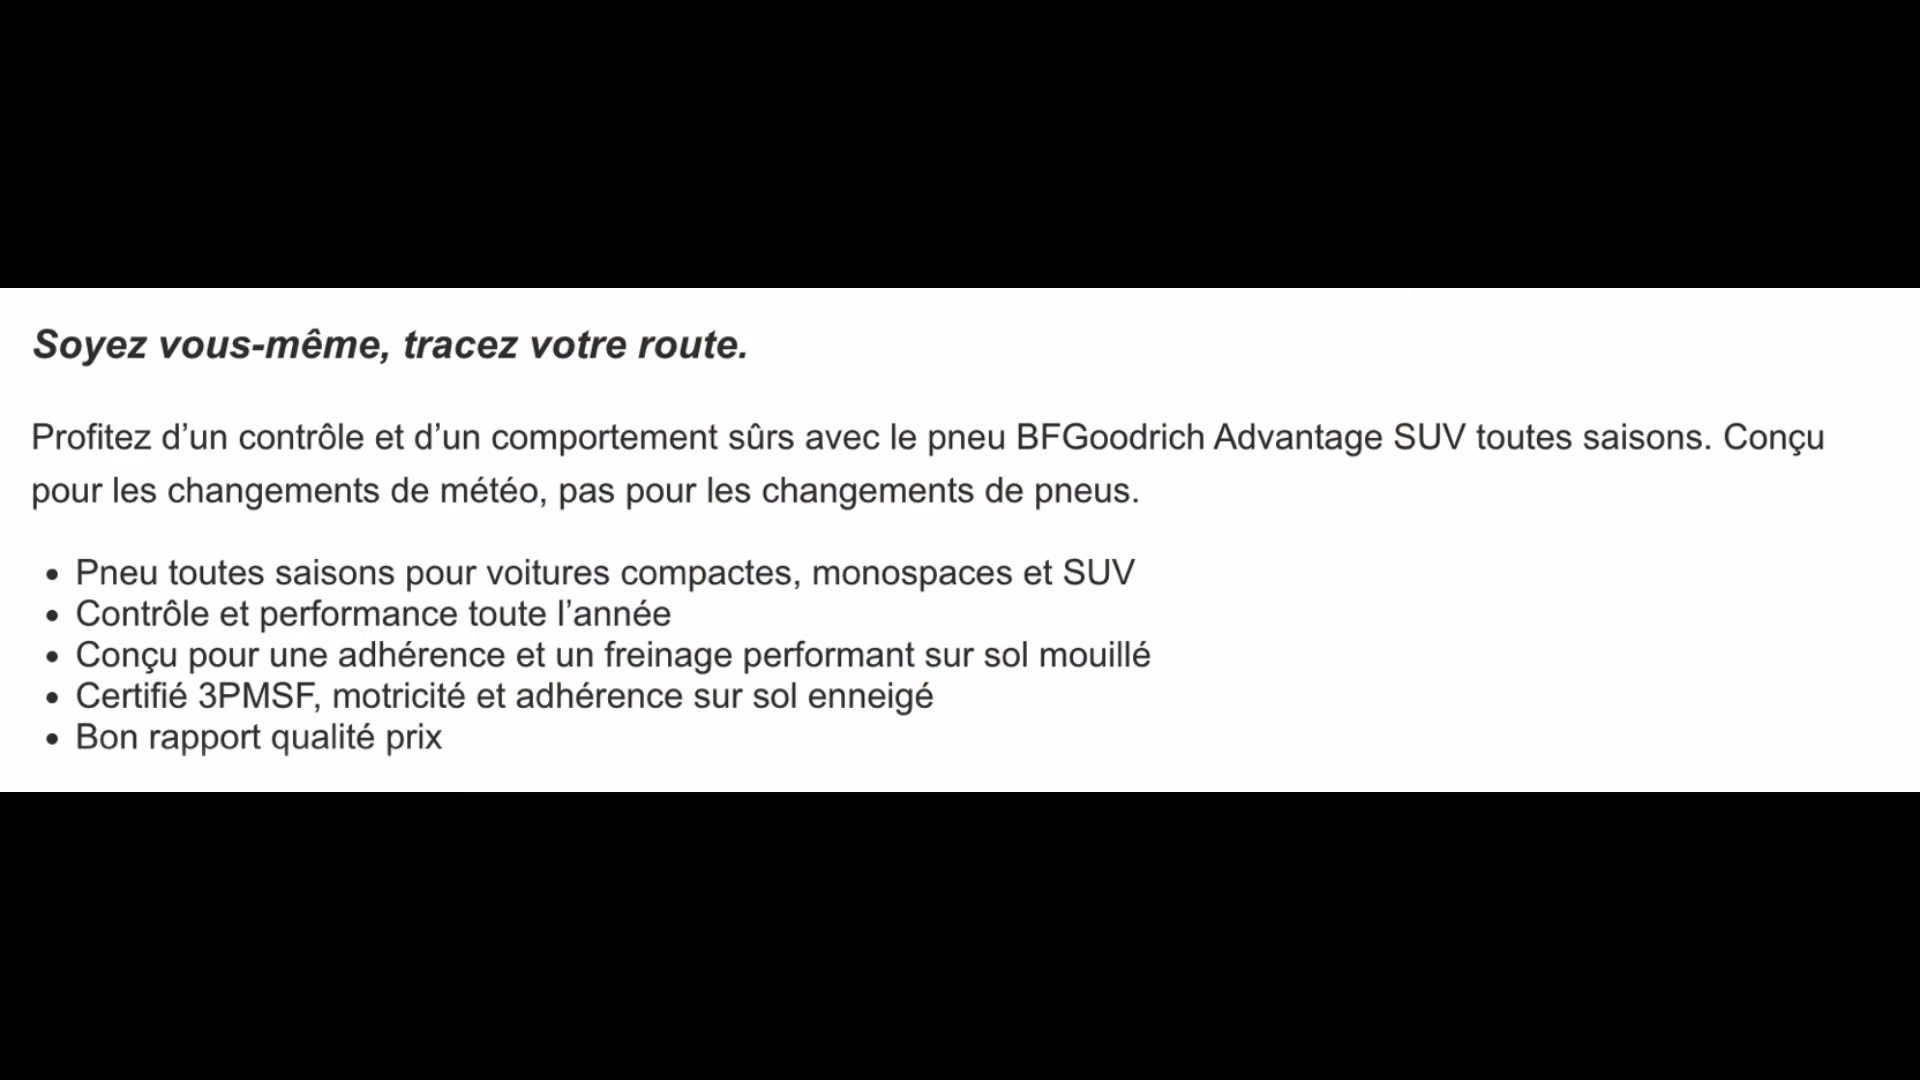 Soyez vous-même, tracez votre route.
Profitez d’un contrôle et d’un comportement sûrs avec le pneu BFGoodrich Advantage SUV toutes saisons. Conçu
pour les changements de météo, pas pour les changements de pneus.
• Pneu toutes saisons pour voitures compactes, monospaces et SUV
• Contrôle et performance toute l’année
• Conçu pour une adhérence et un freinage performant sur sol mouillé
• Certifié 3PMSF, motricité et adhérence sur sol enneigé
• Bon rapport qualité prix